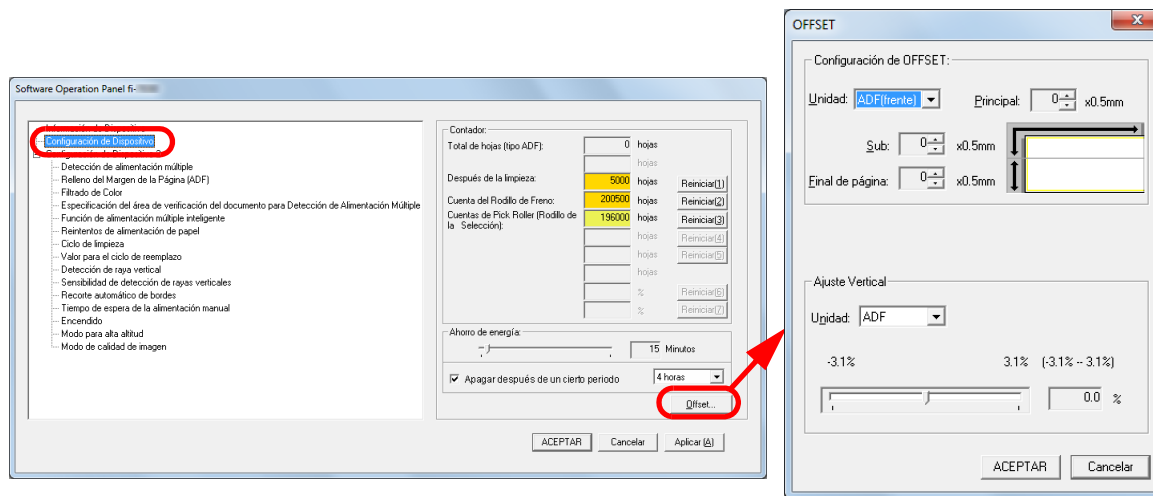 Software Operation Panel fi-
Información de Dispositivo
Configuración de Dispositivo
Configuración de Dispositivo 2
Detección de alimentación múltiple
Relleno del Margen de la Página (ADF)
Filtrado de Color
Especificación del área de verificación del documento para Detección de Alimentación Múltiple
Función de alimentación múltiple inteligente
Reintentos de alimentación de papel
Ciclo de limpieza
Valor para el ciclo de reemplazo
Detección de raya vertical
Sensibilidad de detección de rayas verticales
Recorte automático de bordes
Tiempo de espera de la alimentación manual
Encendido
Modo para alta altitud
Modo de calidad de imagen
Contador:
Total de hojas (tipo ADF): 0 hojas
hojas
Después de la limpieza: 5000 hojas Reiniciar(1)
Cuenta del Rodillo de Freno: 200500 hojas Reiniciar(2)
Cuentas de Pick Roller (Rodillo de la Selección): 196000 hojas Reiniciar(3)
hojas Reiniciar(4)
hojas Reiniciar(5)
hojas
% Reiniciar(6)
% Reiniciar(7)
Ahorro de energía:
15 Minutos
Apagar después de un cierto periodo 4 horas
Offset...
ACEPTAR Cancelar Aplicar (A)
OFFSET
Configuración de OFFSET:
Unidad: ADF(frente) Principal: 0 x0.5mm
Sub: 0 x0.5mm
Final de página: 0 x0.5mm
Ajuste Vertical
Unidad: ADF
-3.1% 3.1% (-3.1% -- 3.1%)
0.0 %
ACEPTAR Cancelar